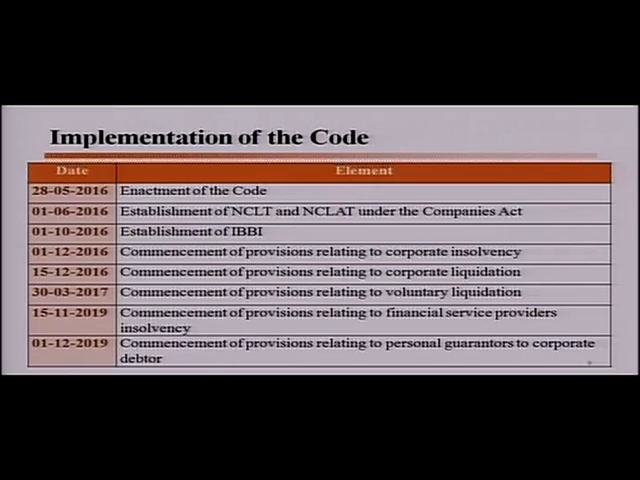 Implementation of the Code
Date Element
28-05-2016 Enactment of the Code
01-06-2016 Establishment of NCLT and NCLAT under the Companies Act
01-10-2016 Establishment of IBBI
01-12-2016 Commencement of provisions relating to corporate insolvency
15-12-2016 Commencement of provisions relating to corporate liquidation
30-03-2017 Commencement of provisions relating to voluntary liquidation
15-11-2019 Commencement of provisions relating to financial service providers
insolvency
01-12-2019 Commencement of provisions relating to personal guarantors to corporate
debtor